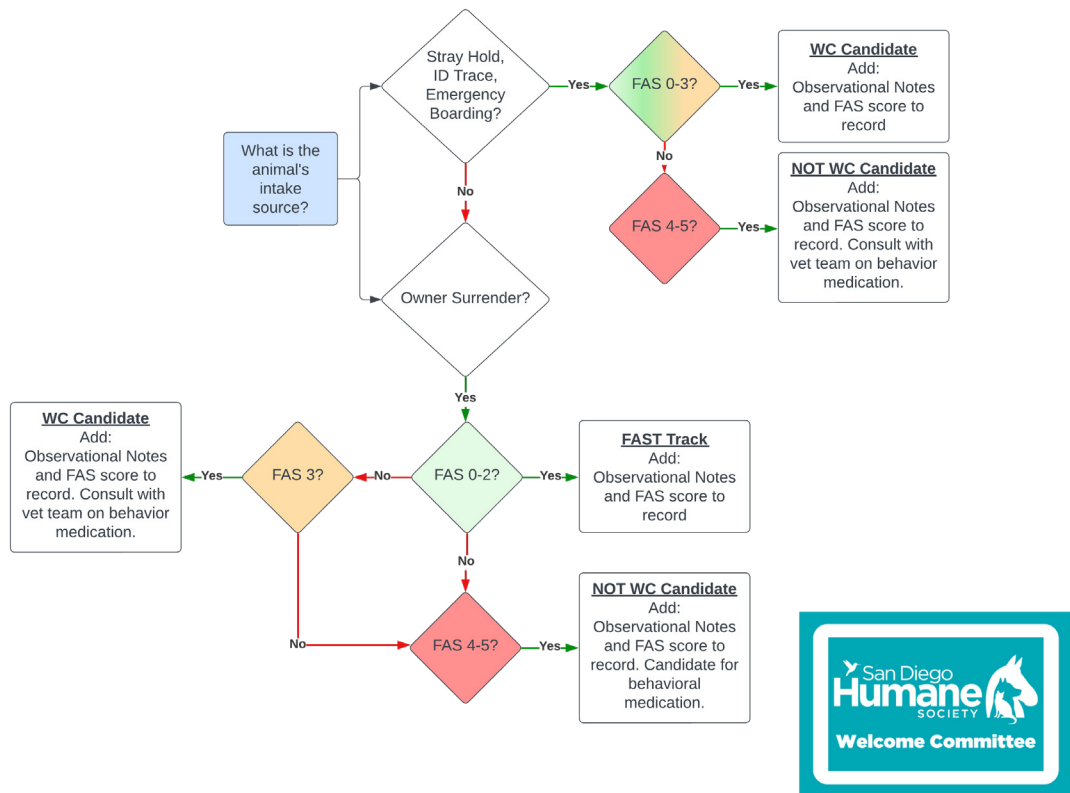 What is the
animal's
intake
source?
Stray Hold,
ID Trace,
Emergency
Boarding?
Yes
FAS 0-3?
Yes
WC Candidate
Add:
Observational Notes
and FAS score to
record
No
FAS 4-5?
Yes
NOT WC Candidate
Add:
Observational Notes
and FAS score to
record. Consult with
vet team on behavior
medication.
No
Owner Surrender?
Yes
FAS 0-2?
Yes
FAST Track
Add:
Observational Notes
and FAS score to
record
No
FAS 3?
Yes
WC Candidate
Add:
Observational Notes
and FAS score to
record. Consult with
vet team on behavior
medication.
No
No
FAS 4-5?
Yes
NOT WC Candidate
Add:
Observational Notes
and FAS score to
record. Candidate for
behavioral
medication.
San Diego
Humane
SOCIETY
Welcome Committee